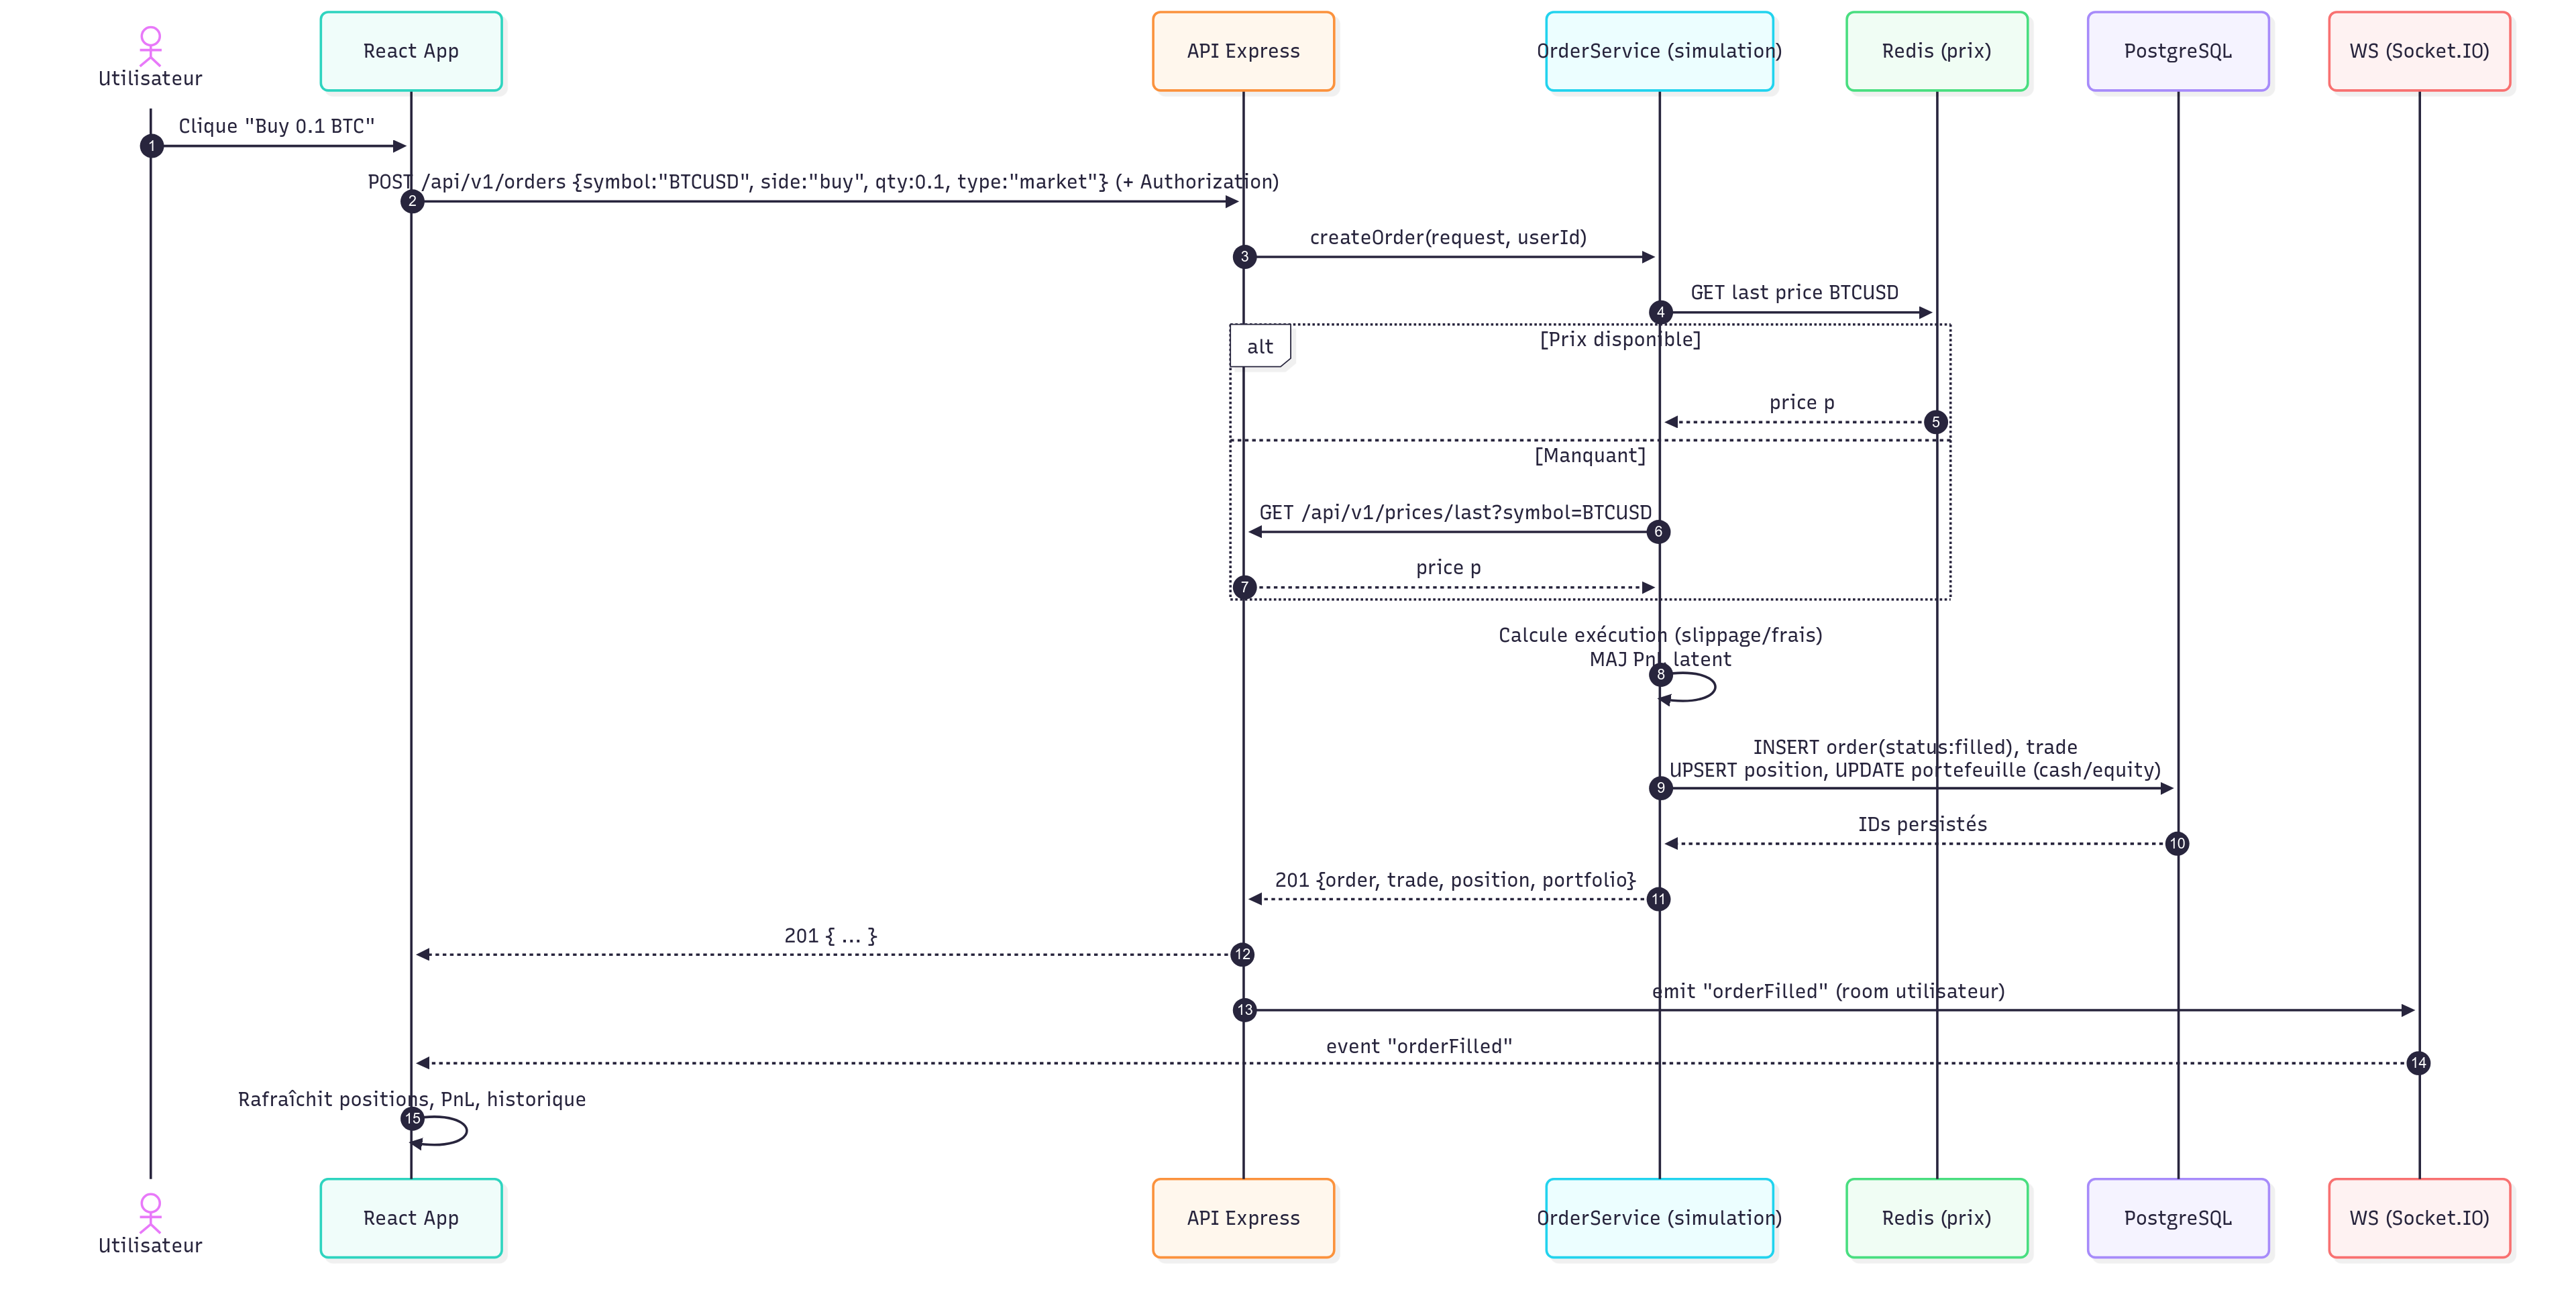 Utilisateur
React App
API Express
OrderService (simulation)
Redis (prix)
PostgreSQL
WS (Socket.IO)
Clique "Buy 0.1 BTC"
1
POST /api/v1/orders {symbol:"BTCUSD", side:"buy", qty:0.1, type:"market"} (+ Authorization)
2
createOrder(request, userId)
3
GET last price BTCUSD
4
alt
[Prix disponible]
price p
5
[Manquant]
GET /api/v1/prices/last?symbol=BTCUSD
6
price p
7
Calcule exécution (slippage/frais)
MAJ PnL latent
8
INSERT order(status:filled), trade
UPSERT position, UPDATE portefeuille (cash/equity)
9
IDs persistés
10
201 {order, trade, position, portfolio}
11
201 { ... }
12
emit "orderFilled" (room utilisateur)
13
event "orderFilled"
14
Rafraîchit positions, PnL, historique
15
Utilisateur
React App
API Express
OrderService (simulation)
Redis (prix)
PostgreSQL
WS (Socket.IO)